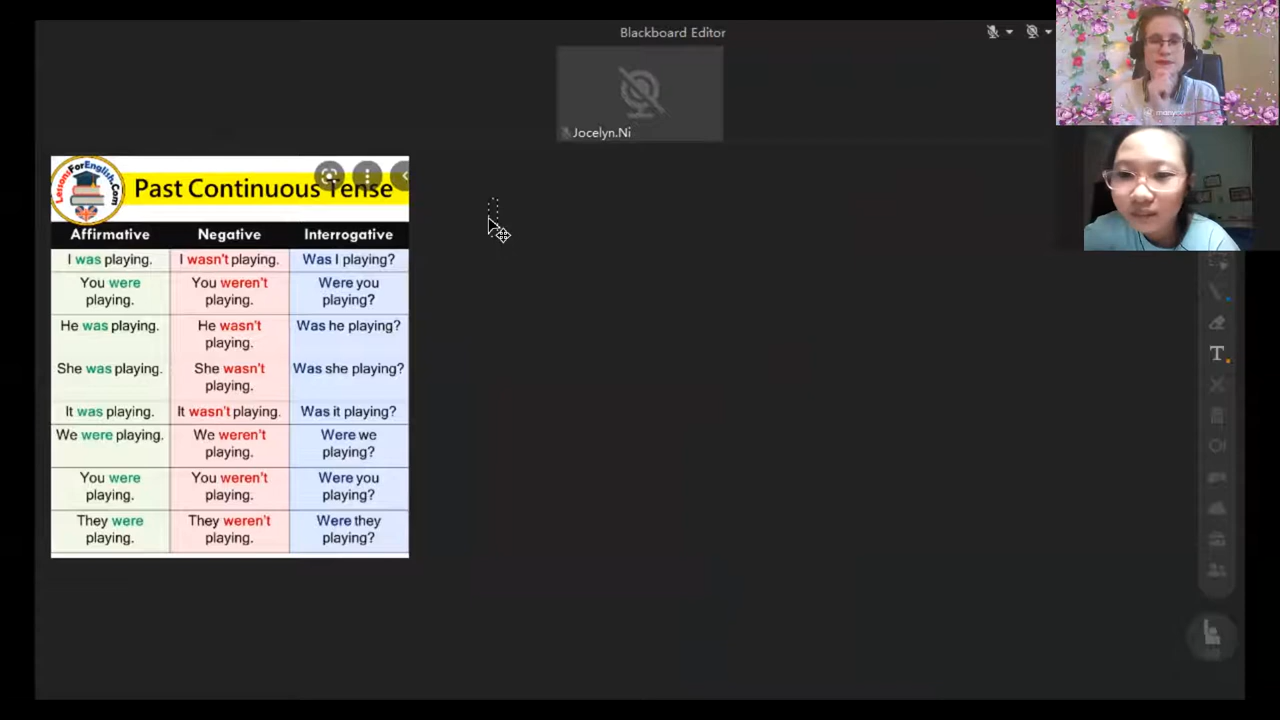 Blackboard Editor
Jocelyn.Ni
LessonsForEnglish.Com
Past Continuous Tense
Affirmative Negative Interrogative
I was playing. I wasn't playing. Was I playing?
You were playing. You weren't playing. Were you playing?
He was playing. He wasn't playing. Was he playing?
She was playing. She wasn't playing. Was she playing?
It was playing. It wasn't playing. Was it playing?
We were playing. We weren't playing. Were we playing?
You were playing. You weren't playing. Were you playing?
They were playing. They weren't playing. Were they playing?
T